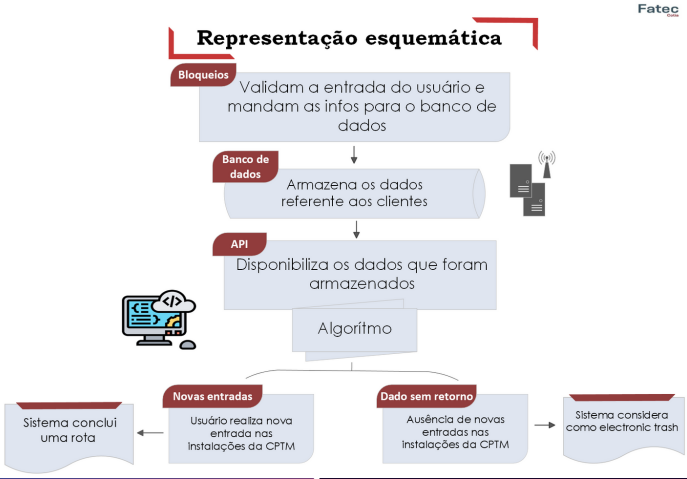 Fatec
Cotia
Representação esquemática
Bloqueios
Validam a entrada do usuário e
mandam as infos para o banco de
dados
Banco de
dados
Armazena os dados
referente aos clientes
API
Disponibiliza os dados que foram
armazenados
Algorítmo
Novas entradas
Usuário realiza nova
entrada nas
instalações da CPTM
Sistema conclui
uma rota
Dado sem retorno
Ausência de novas
entradas nas
instalações da CPTM
Sistema considera
como electronic trash